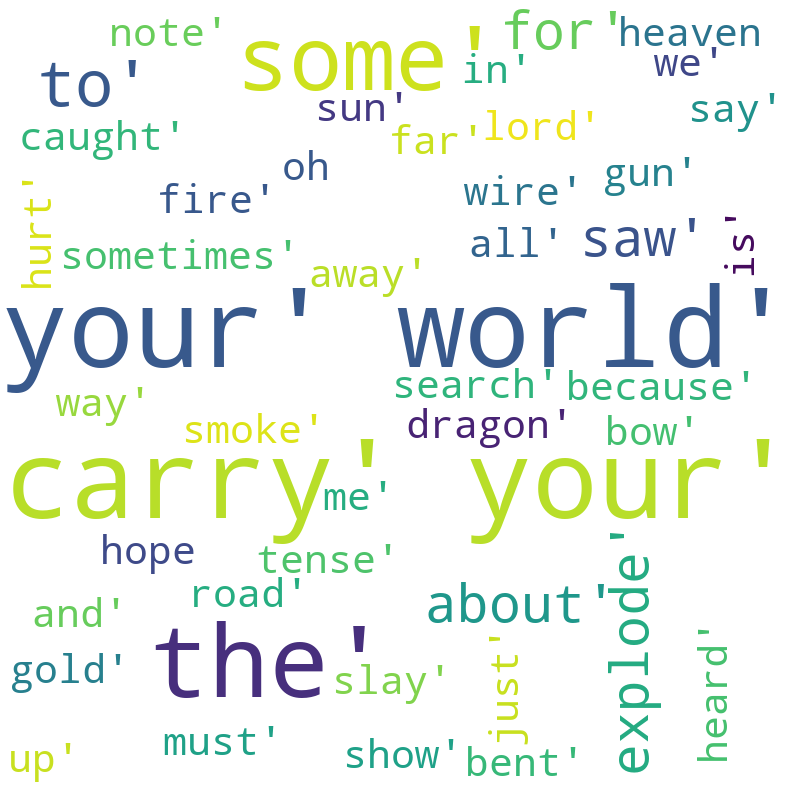 note' some' for' heaven
to' in' we'
sun' say'
caught' far' lord'
oh
fire' wire' gun'
hurt' sometimes' all' saw' is'
away'
your' world'
way' search' because'
smoke' dragon' bow'
carry' your'
me'
hope tense'
road' about' explode'
and'
gold' the' slay' just' heard'
up' must' show' bent'